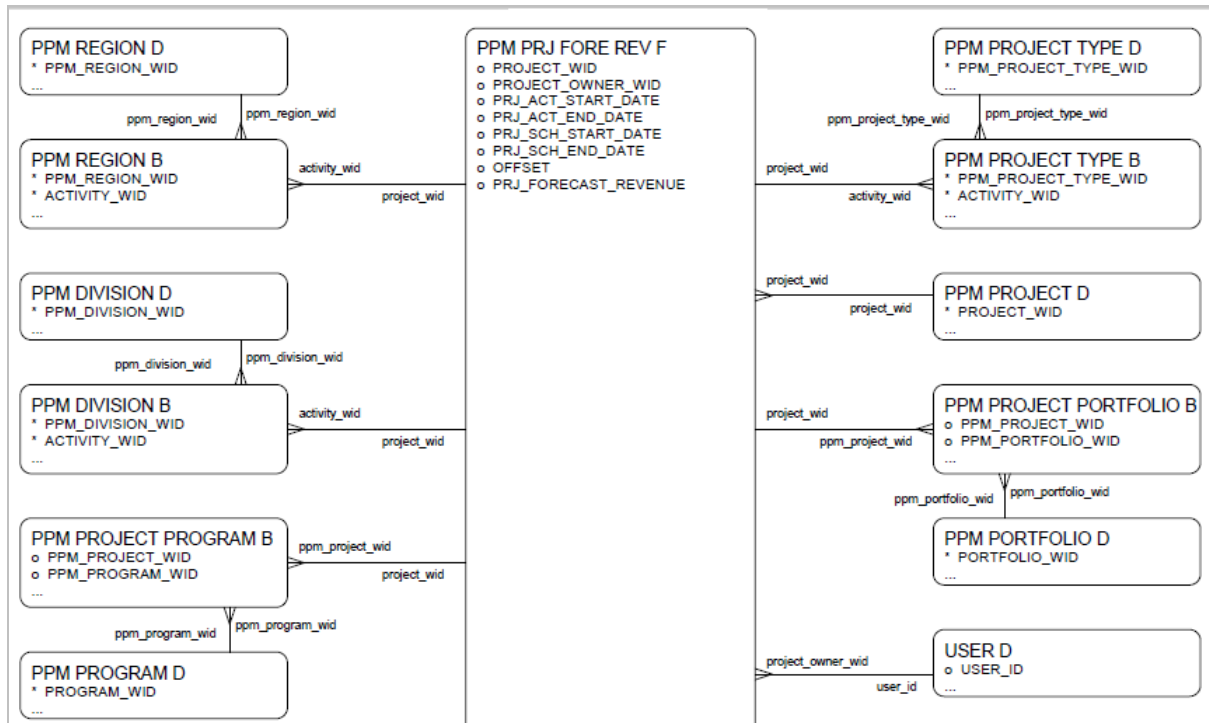 PPM REGION D
* PPM_REGION_WID
...
ppm_region_wid
ppm_region_wid
PPM REGION B
* PPM_REGION_WID
* ACTIVITY_WID
...
activity_wid
project_wid
PPM DIVISION D
* PPM_DIVISION_WID
...
ppm_division_wid
ppm_division_wid
PPM DIVISION B
* PPM_DIVISION_WID
* ACTIVITY_WID
...
activity_wid
project_wid
PPM PROJECT PROGRAM B
o PPM_PROJECT_WID
o PPM_PROGRAM_WID
...
ppm_project_wid
project_wid
ppm_program_wid
ppm_program_wid
PPM PROGRAM D
* PROGRAM_WID
...
PPM PRJ FORE REV F
o PROJECT_WID
o PROJECT_OWNER_WID
o PRJ_ACT_START_DATE
o PRJ_ACT_END_DATE
o PRJ_SCH_START_DATE
o PRJ_SCH_END_DATE
o OFFSET
o PRJ_FORECAST_REVENUE
PPM PROJECT TYPE D
* PPM_PROJECT_TYPE_WID
...
ppm_project_type_wid
ppm_project_type_wid
PPM PROJECT TYPE B
* PPM_PROJECT_TYPE_WID
* ACTIVITY_WID
...
project_wid
activity_wid
PPM PROJECT D
* PROJECT_WID
...
project_wid
project_wid
PPM PROJECT PORTFOLIO B
o PPM_PROJECT_WID
o PPM_PORTFOLIO_WID
...
project_wid
ppm_project_wid
ppm_portfolio_wid
ppm_portfolio_wid
PPM PORTFOLIO D
* PORTFOLIO_WID
...
USER D
o USER_ID
...
project_owner_wid
user_id